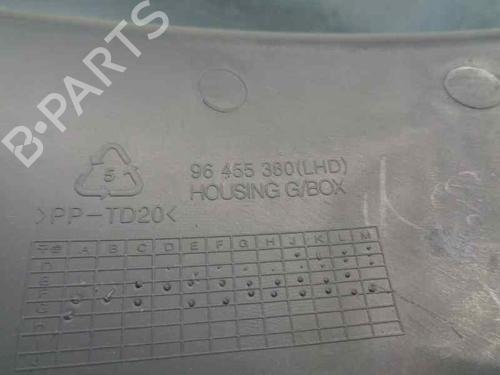 B-PARTS
5
96 455 380(LHD)
HOUSING G/BOX
>PP-TD20<
A B C D E F G H J K L M